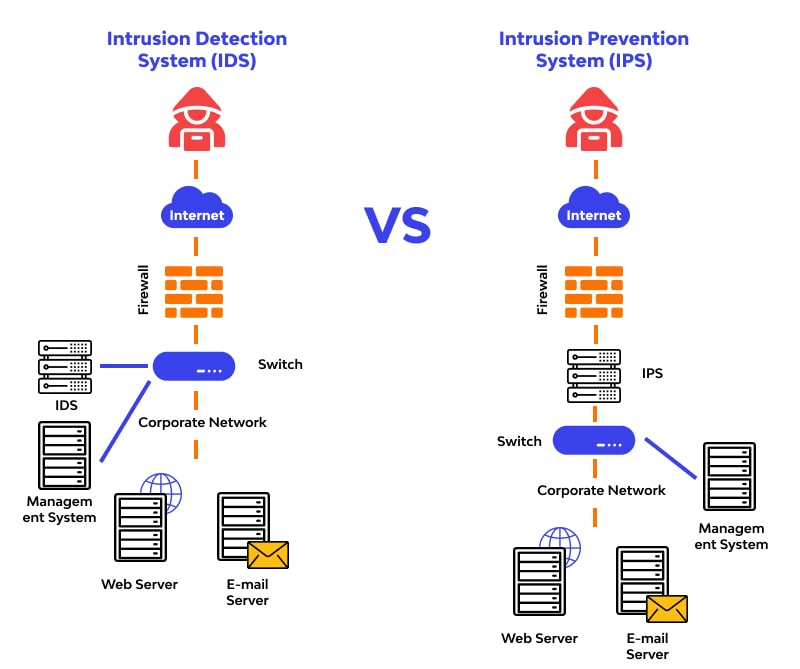 Intrusion Detection
System (IDS)
Internet
Firewall
Switch
IDS
Corporate Network
Managem
ent System
Web Server
E-mail
Server
VS
Intrusion Prevention
System (IPS)
Internet
Firewall
IPS
Switch
Corporate Network
Managem
ent System
Web Server
E-mail
Server